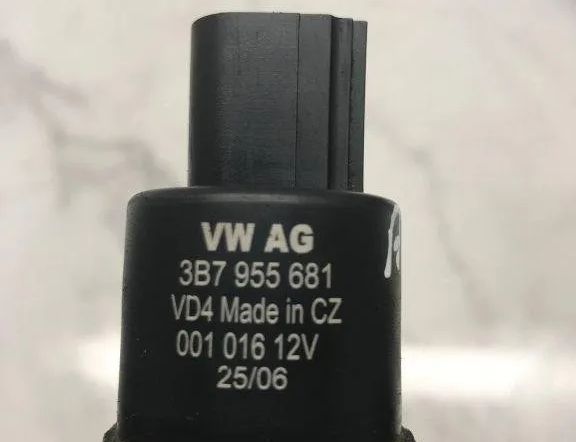 VW AG
3B7 955 681
VD4 Made in CZ
001 016 12V
25/06